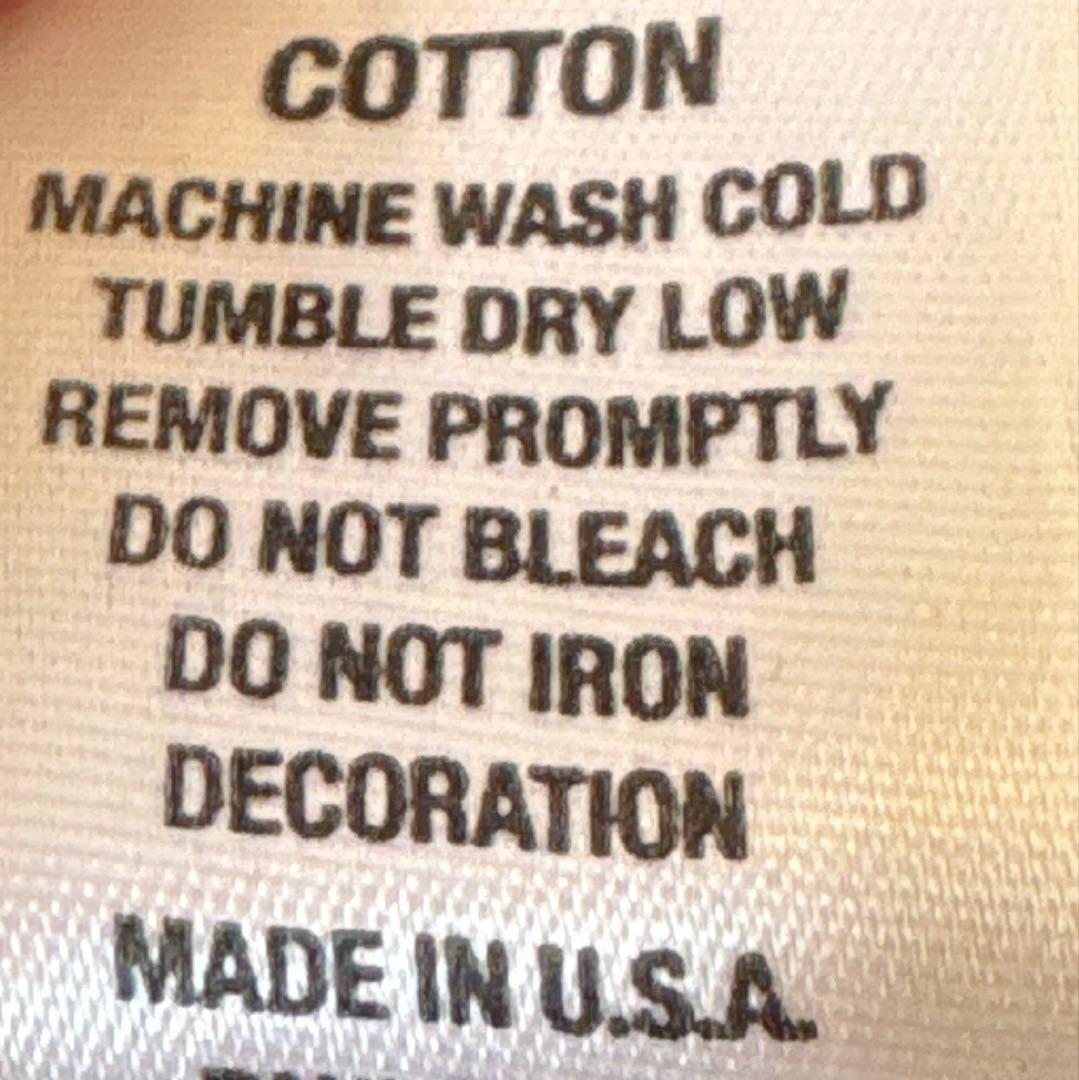 COTTON
MACHINE WASH COLD
TUMBLE DRY LOW
REMOVE PROMPTLY
DO NOT BLEACH
DO NOT IRON
DECORATION
MADE IN U.S.A.